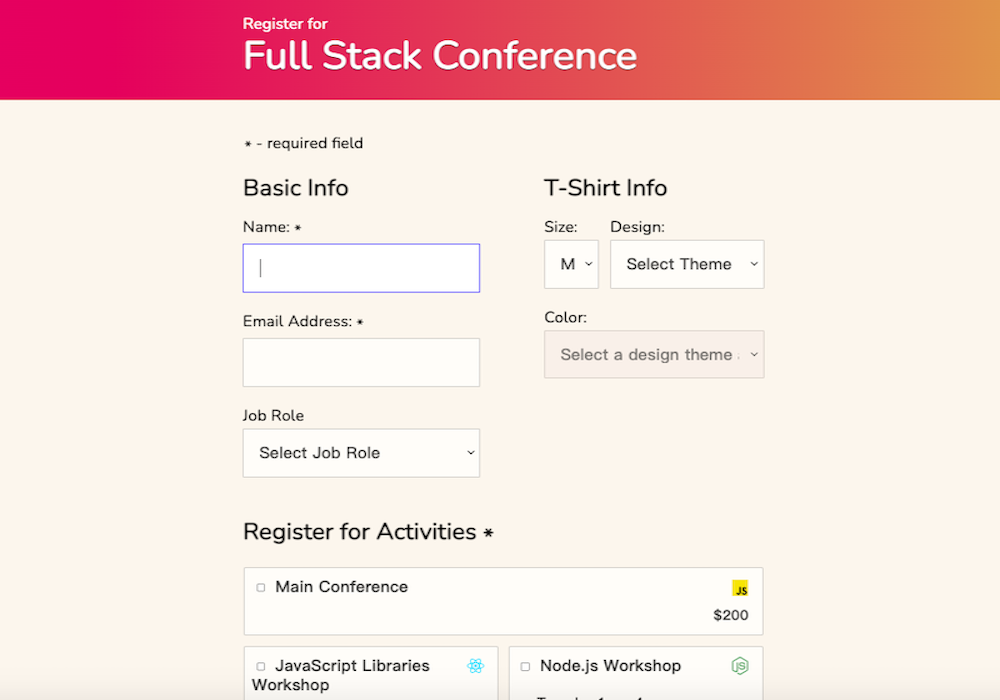 Register for
Full Stack Conference
* - required field
Basic Info
Name: *
Email Address: *
Job Role
Select Job Role
T-Shirt Info
Size:
Design:
M
Select Theme
Color:
Select a design theme
Register for Activities *
Main Conference
JS
$200
JavaScript Libraries
Workshop
Node.js Workshop
JS